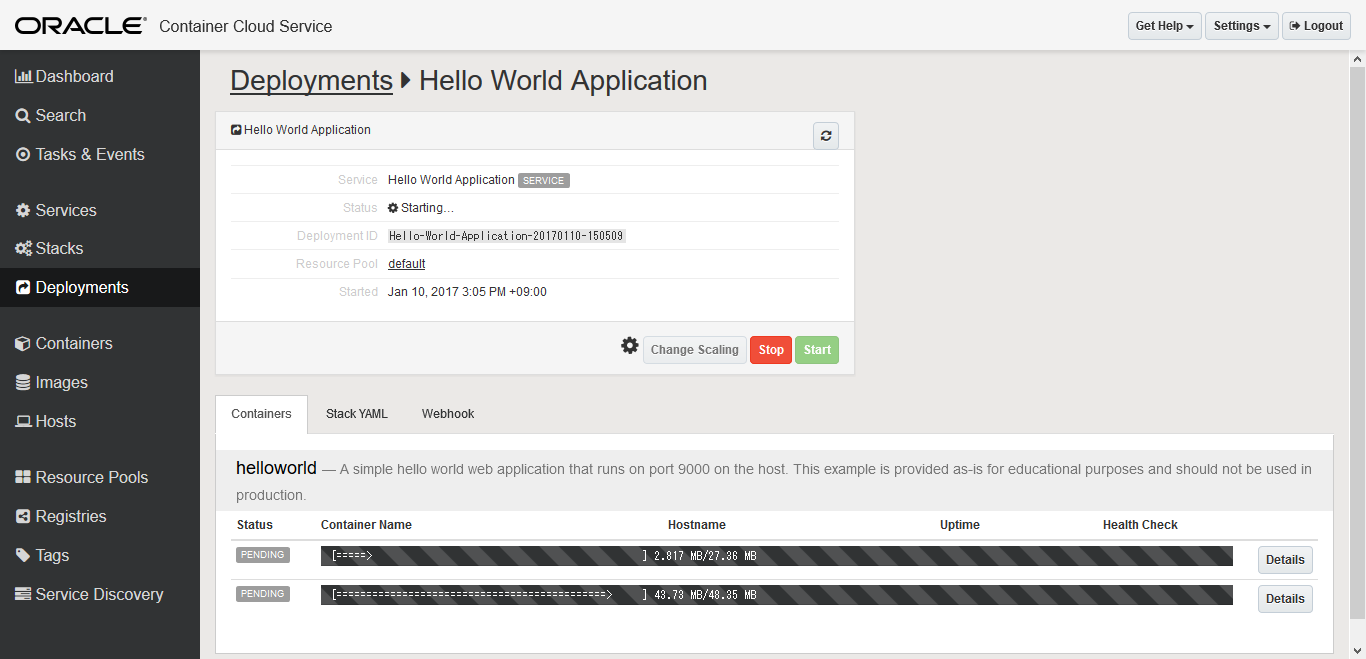 ORACLE® Container Cloud Service
Get Help Settings Logout
Dashboard
Search
Tasks & Events
Services
Stacks
Deployments
Containers
Images
Hosts
Resource Pools
Registries
Tags
Service Discovery
Deployments Hello World Application
Hello World Application
Service Hello World Application SERVICE
Status Starting...
Deployment ID Hello-World-Application-20170110-150509
Resource Pool default
Started Jan 10, 2017 3:05 PM +09:00
Change Scaling Stop Start
Containers Stack YAML Webhook
helloworld — A simple hello world web application that runs on port 9000 on the host. This example is provided as-is for educational purposes and should not be used in
production.
Status Container Name Hostname Uptime Health Check
PENDING [=====> ] 2.817 MB/27.36 MB Details
PENDING [=============================================> ] 43.73 MB/48.35 MB Details